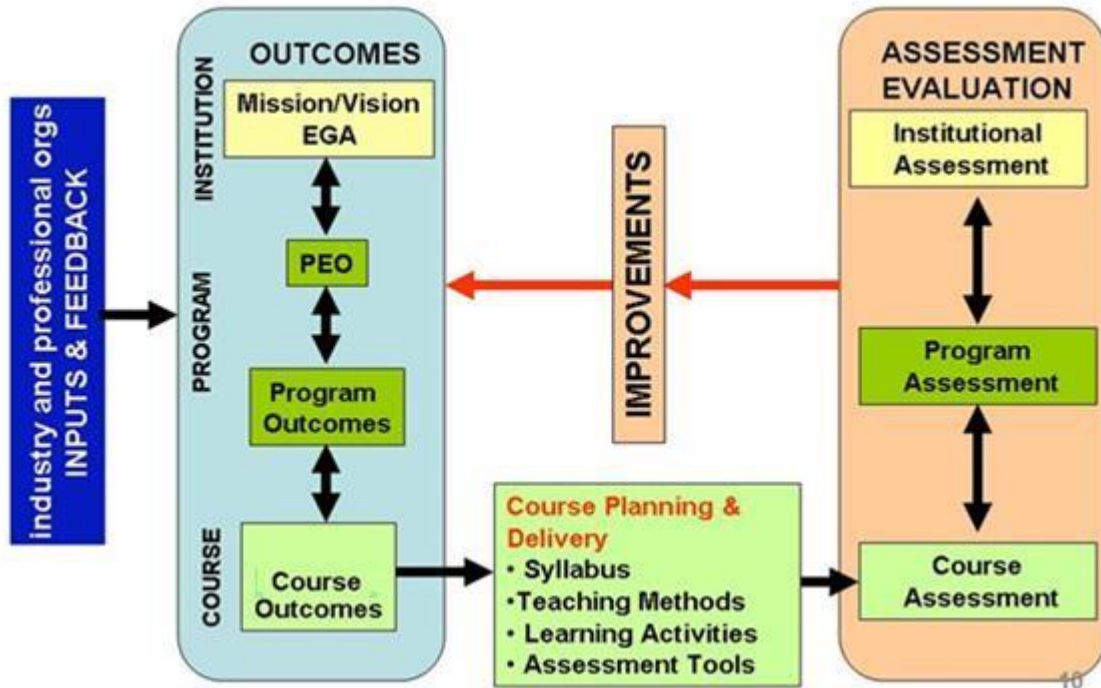 industry and professional orgs
INPUTS & FEEDBACK
OUTCOMES
INSTITUTION
Mission/Vision
EGA
PROGRAM
PEO
Program
Outcomes
COURSE
Course
Outcomes
IMPROVEMENTS
Course Planning &
Delivery
• Syllabus
•Teaching Methods
• Learning Activities
• Assessment Tools
ASSESSMENT
EVALUATION
Institutional
Assessment
Program
Assessment
Course
Assessment